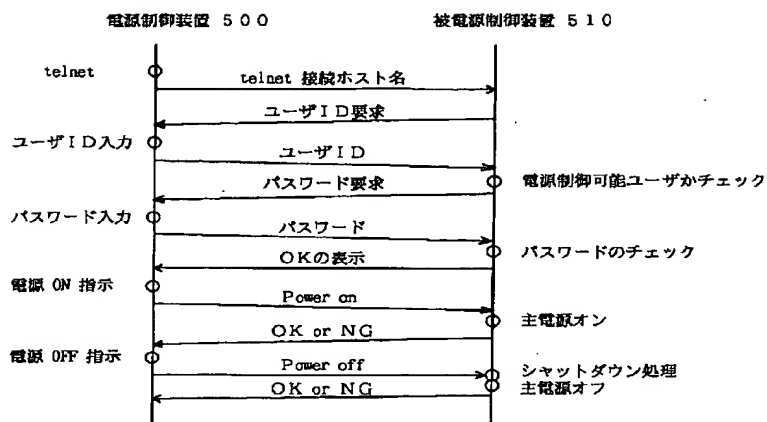 電源制御装置 500
被電源制御装置 510
telnet
telnet 接続ホスト名
ユーザID要求
ユーザID入力
ユーザID
電源制御可能ユーザかチェック
パスワード要求
パスワード入力
パスワード
パスワードのチェック
OKの表示
電源 ON 指示
Power on
主電源オン
OK or NG
電源 OFF 指示
Power off
シャットダウン処理
主電源オフ
OK or NG